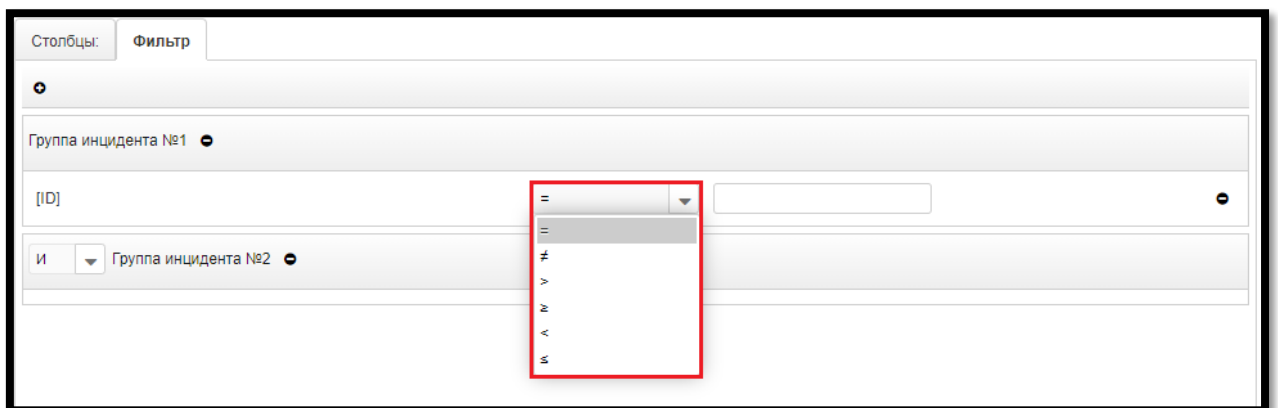 Столбцы: Фильтр
Группа инцидента №1
[ID] =
=
≠
>
≥
<
≤
И Группа инцидента №2